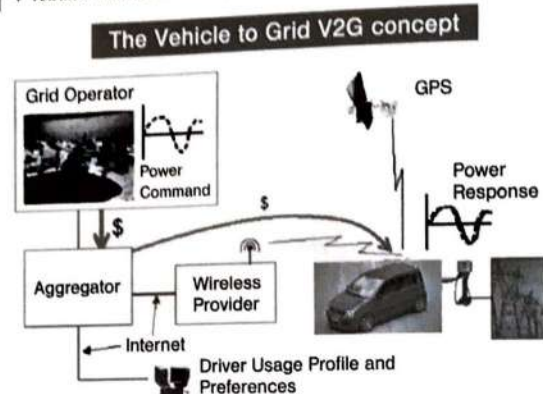 The Vehicle to Grid V2G concept
Grid Operator
Power
Command
$
GPS
Power
Response
$
Aggregator
Wireless
Provider
Internet
Driver Usage Profile and
Preferences